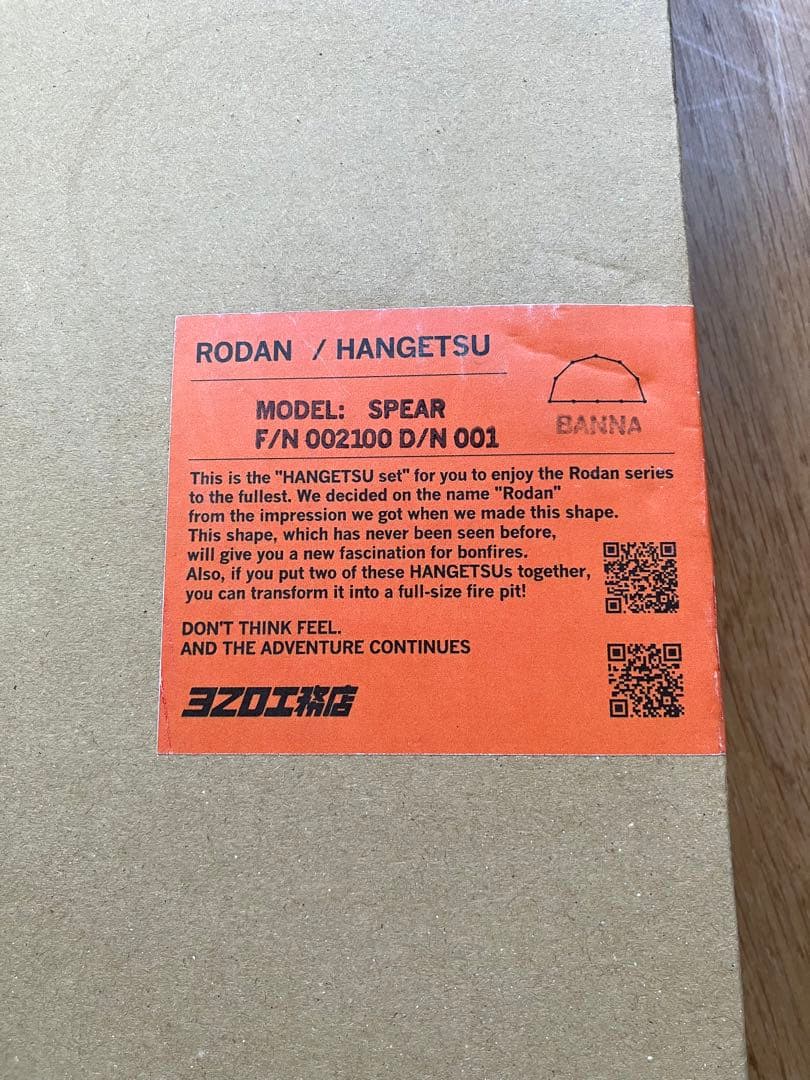 RODAN / HANGETSU
BANNA
MODEL: SPEAR
F/N 002100 D/N 001
This is the "HANGETSU set" for you to enjoy the Rodan series
to the fullest. We decided on the name "Rodan"
from the impression we got when we made this shape.
This shape, which has never been seen before,
will give you a new fascination for bonfires.
Also, if you put two of these HANGETSUs together,
you can transform it into a full-size fire pit!
DON'T THINK FEEL.
AND THE ADVENTURE CONTINUES
ヨZロ工務店